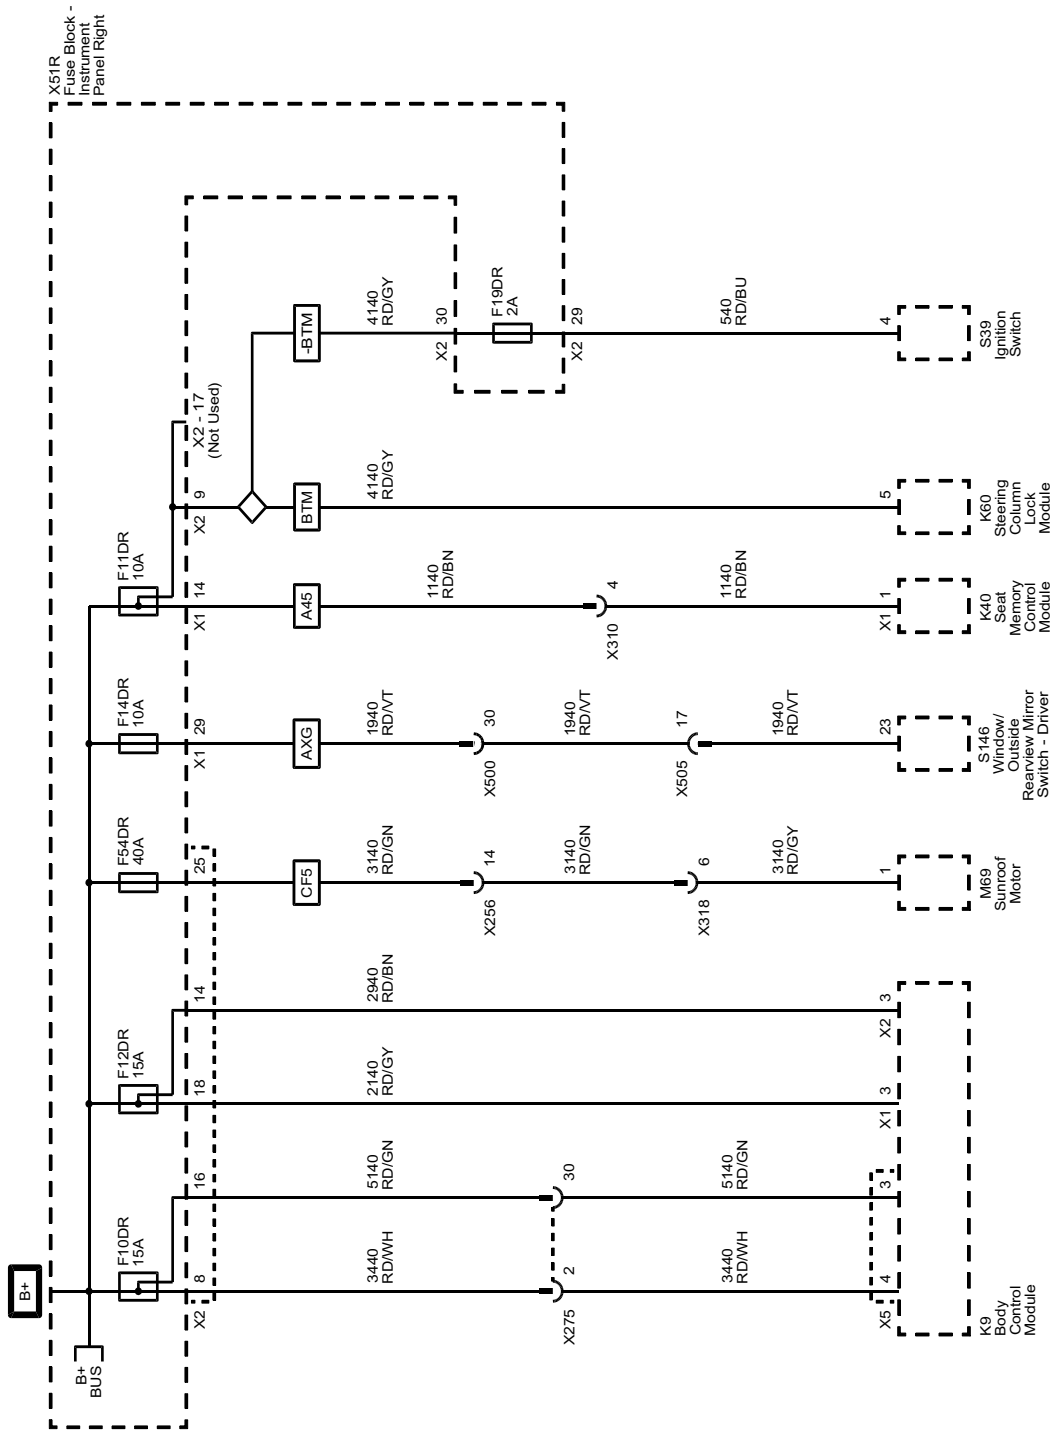 X51R
Fuse Block -
Instrument
Panel Right
B+
B+
BUS
F10DR
15A
F12DR
15A
F54DR
40A
F14DR
10A
F11DR
10A
X2
8
16
18
14
25
X1
29
X1
14
X2
9
X2 - 17
(Not Used)
CF5
AXG
A45
BTM
-BTM
3440
RD/WH
5140
RD/GN
2140
RD/GY
2940
RD/BN
3140
RD/GN
1940
RD/VT
1140
RD/BN
4140
RD/GY
4140
RD/GY
X2
30
F19DR
2A
X2
29
X275
2
30
X256
14
X500
30
X310
4
3440
RD/WH
5140
RD/GN
3140
RD/GN
1940
RD/VT
1140
RD/BN
540
RD/BU
X318
6
X505
17
3140
RD/GY
1940
RD/VT
X5
4
3
X1
3
X2
3
1
23
X1
1
5
4
K9
Body
Control
Module
M69
Sunroof
Motor
S146
Window/
Outside
Rearview Mirror
Switch - Driver
K40
Seat
Memory
Control
Module
K60
Steering
Column
Lock
Module
S39
Ignition
Switch